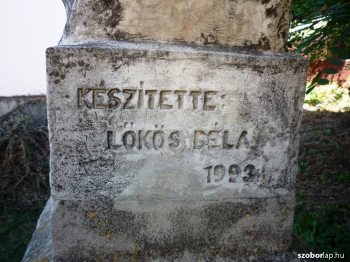 KÉSZÍTETTE:
LŐKÖS BÉLA
1993
szoborlap.hu